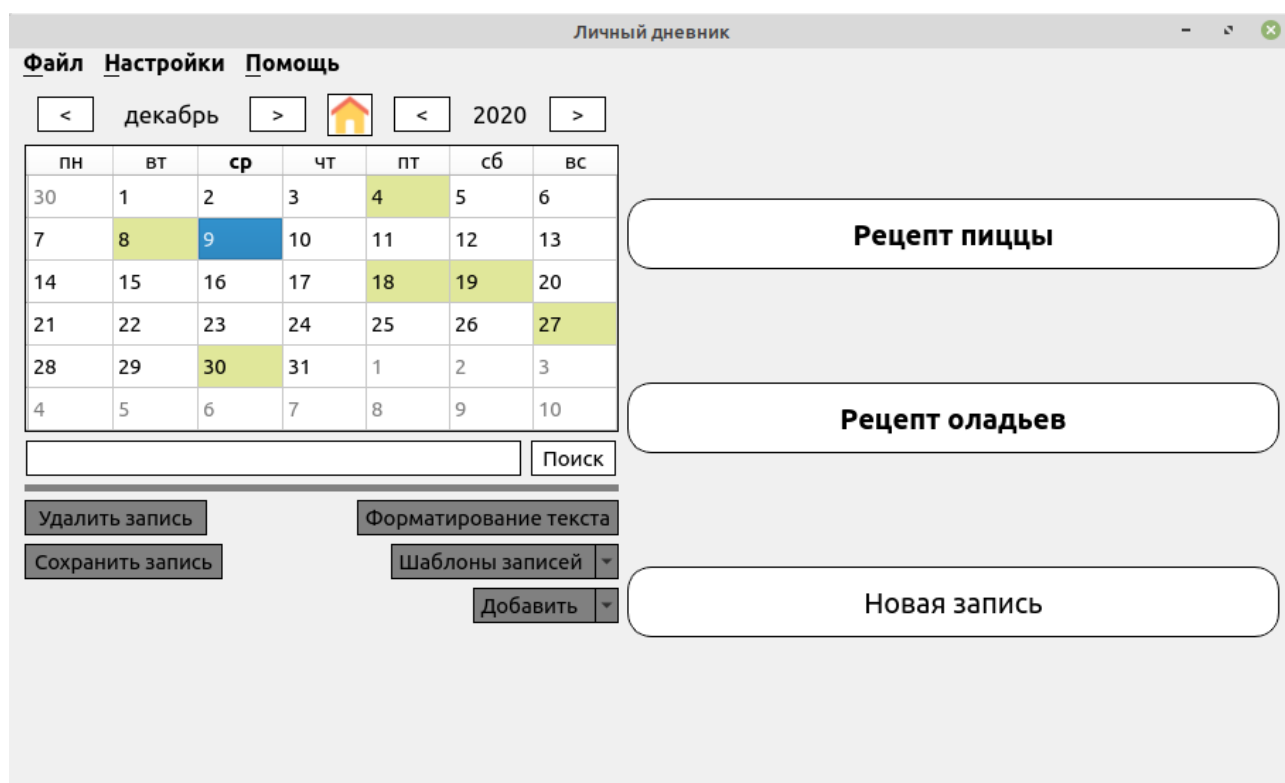 Личный дневник
Файл Настройки Помощь
< декабрь > < 2020 >
пн вт ср чт пт сб вс
30 1 2 3 4 5 6
7 8 9 10 11 12 13
14 15 16 17 18 19 20
21 22 23 24 25 26 27
28 29 30 31 1 2 3
4 5 6 7 8 9 10
Поиск
Удалить запись Форматирование текста
Сохранить запись Шаблоны записей
Добавить
Рецепт пиццы
Рецепт оладьев
Новая запись